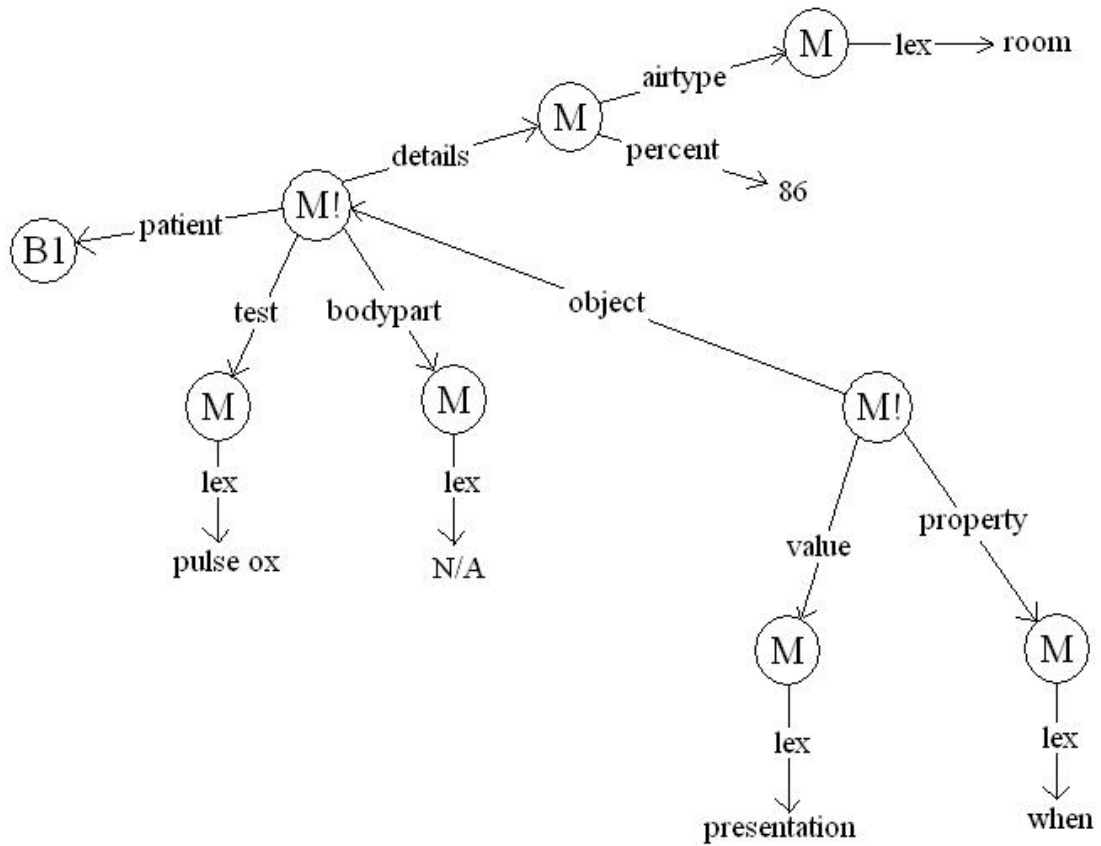 M lex room
airtype
M
details percent
86
M!
B1 patient
object
test bodypart
M M M!
lex lex
property
pulse ox N/A value
M M
lex lex
presentation when